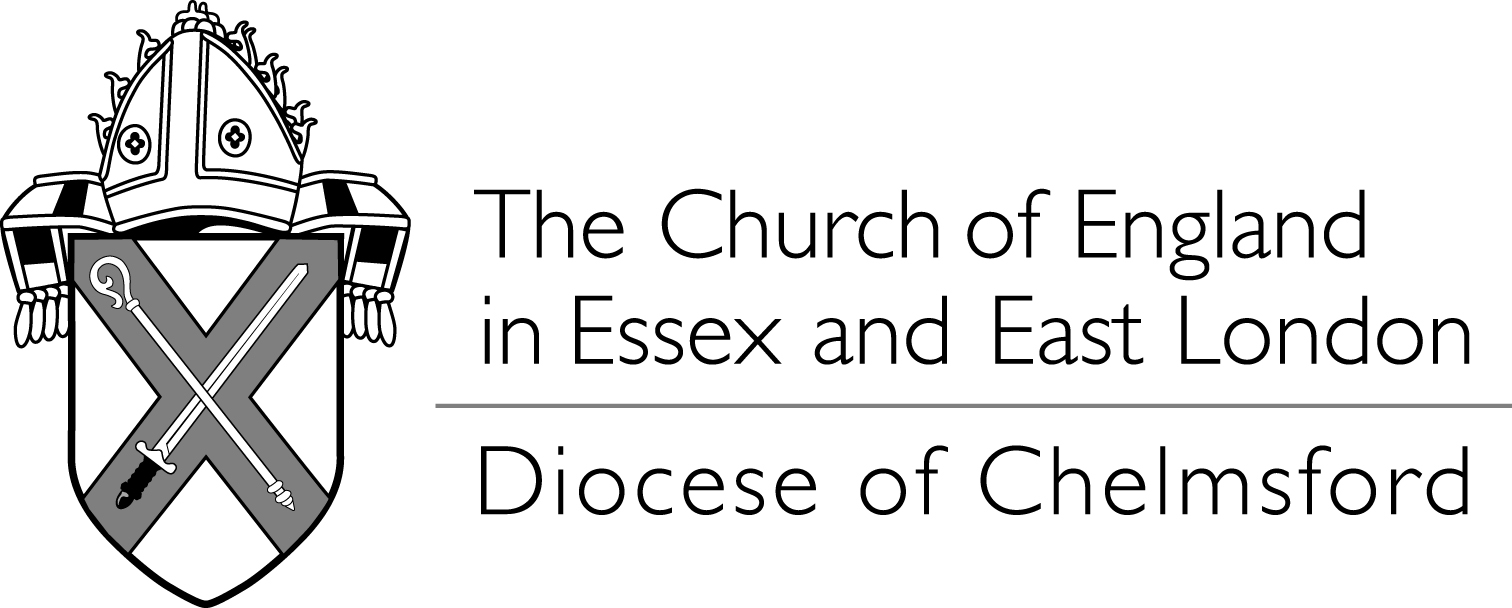 The Church of England
in Essex and East London
Diocese of Chelmsford